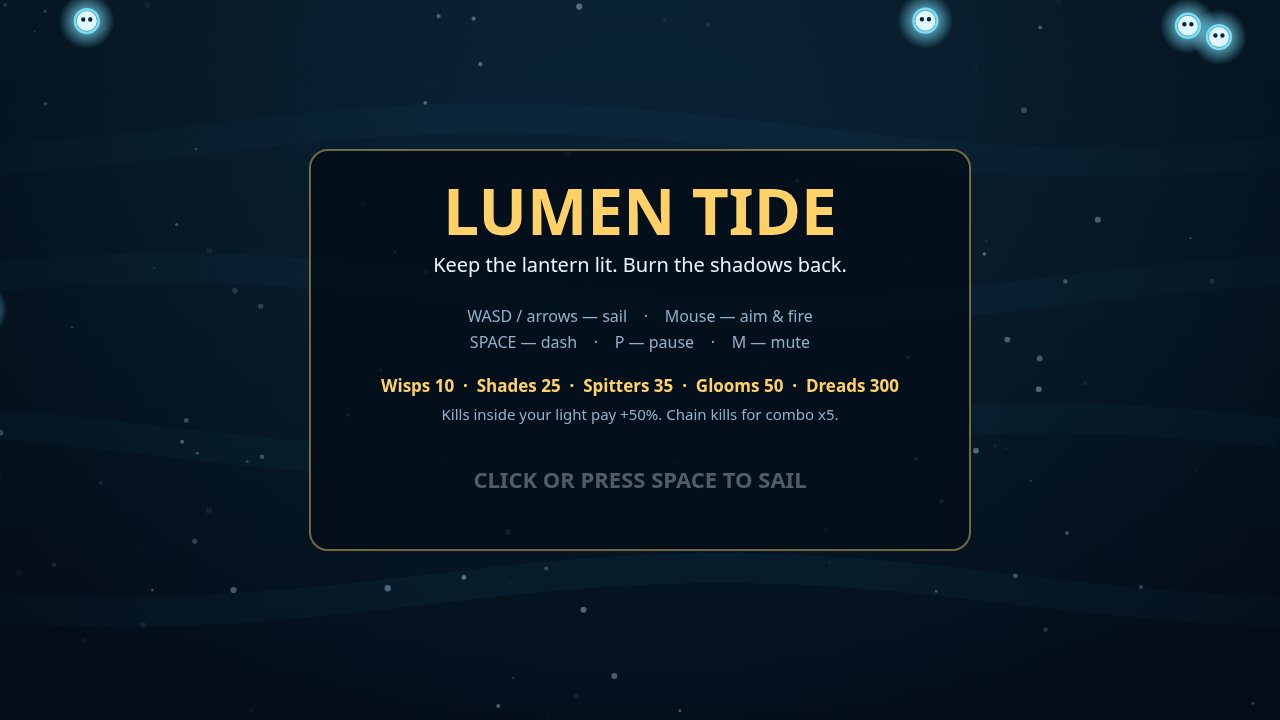 LUMEN TIDE
Keep the lantern lit. Burn the shadows back.
WASD / arrows — sail · Mouse — aim & fire
SPACE — dash · P — pause · M — mute
Wisps 10 · Shades 25 · Spitters 35 · Glooms 50 · Dreads 300
Kills inside your light pay +50%. Chain kills for combo x5.
CLICK OR PRESS SPACE TO SAIL